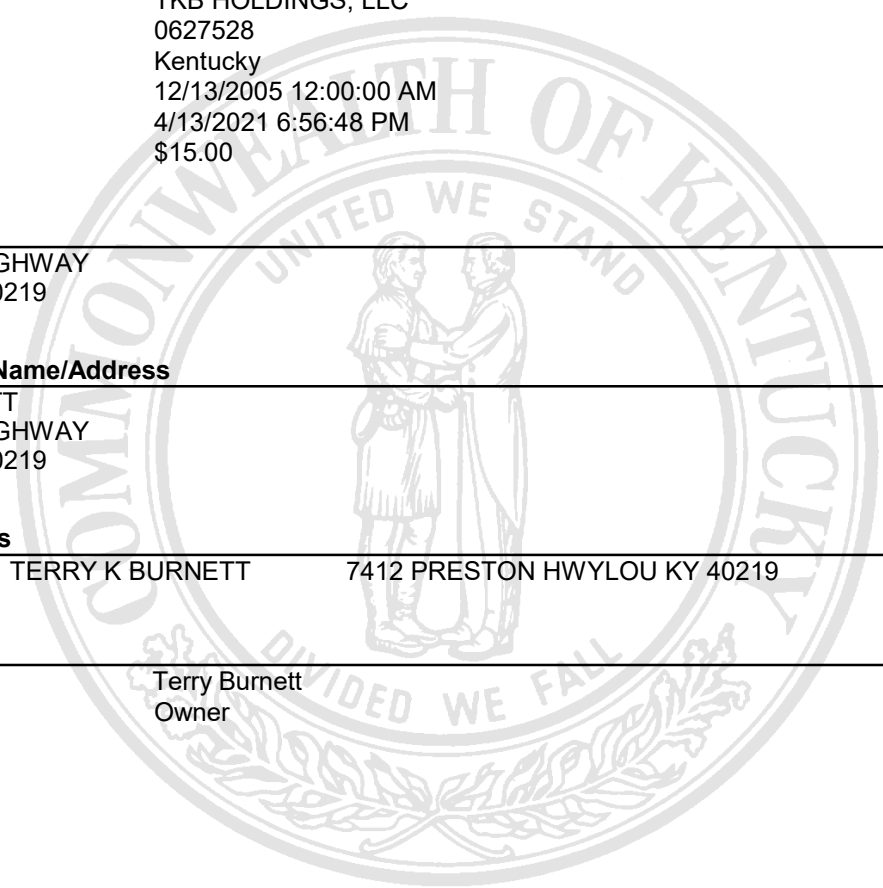 TKB HOLDINGS, LLC
0627528
Kentucky
12/13/2005 12:00:00 AM
4/13/2021 6:56:48 PM
$15.00
GHWAY
0219
Name/Address
TT
GHWAY
0219
s
TERRY K BURNETT 7412 PRESTON HWYLOU KY 40219
Terry Burnett
Owner
COMMONWEALTH OF KENTUCKY
UNITED WE STAND
DIVIDED WE FALL